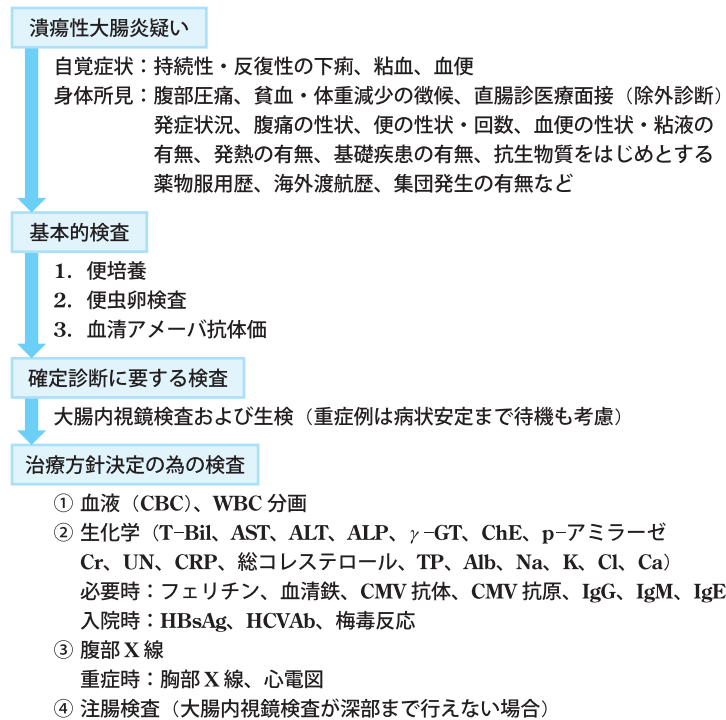 潰瘍性大腸炎疑い
自覚症状：持続性・反復性の下痢、粘血、血便
身体所見：腹部圧痛、貧血・体重減少の徴候、直腸診医療面接（除外診断）
発症状況、腹痛の性状、便の性状・回数、血便の性状・粘液の
有無、発熱の有無、基礎疾患の有無、抗生物質をはじめとする
薬物服用歴、海外渡航歴、集団発生の有無など
基本的検査
1．便培養
2．便虫卵検査
3．血清アメーバ抗体価
確定診断に要する検査
大腸内視鏡検査および生検（重症例は病状安定まで待機も考慮）
治療方針決定の為の検査
① 血液（CBC）、WBC 分画
② 生化学（T−Bil、AST、ALT、ALP、γ−GT、ChE、p−アミラーゼ
Cr、UN、CRP、総コレステロール、TP、Alb、Na、K、Cl、Ca）
必要時：フェリチン、血清鉄、CMV 抗体、CMV 抗原、IgG、IgM、IgE
入院時：HBsAg、HCVAb、梅毒反応
③ 腹部 X 線
重症時：胸部 X 線、心電図
④ 注腸検査（大腸内視鏡検査が深部まで行えない場合）